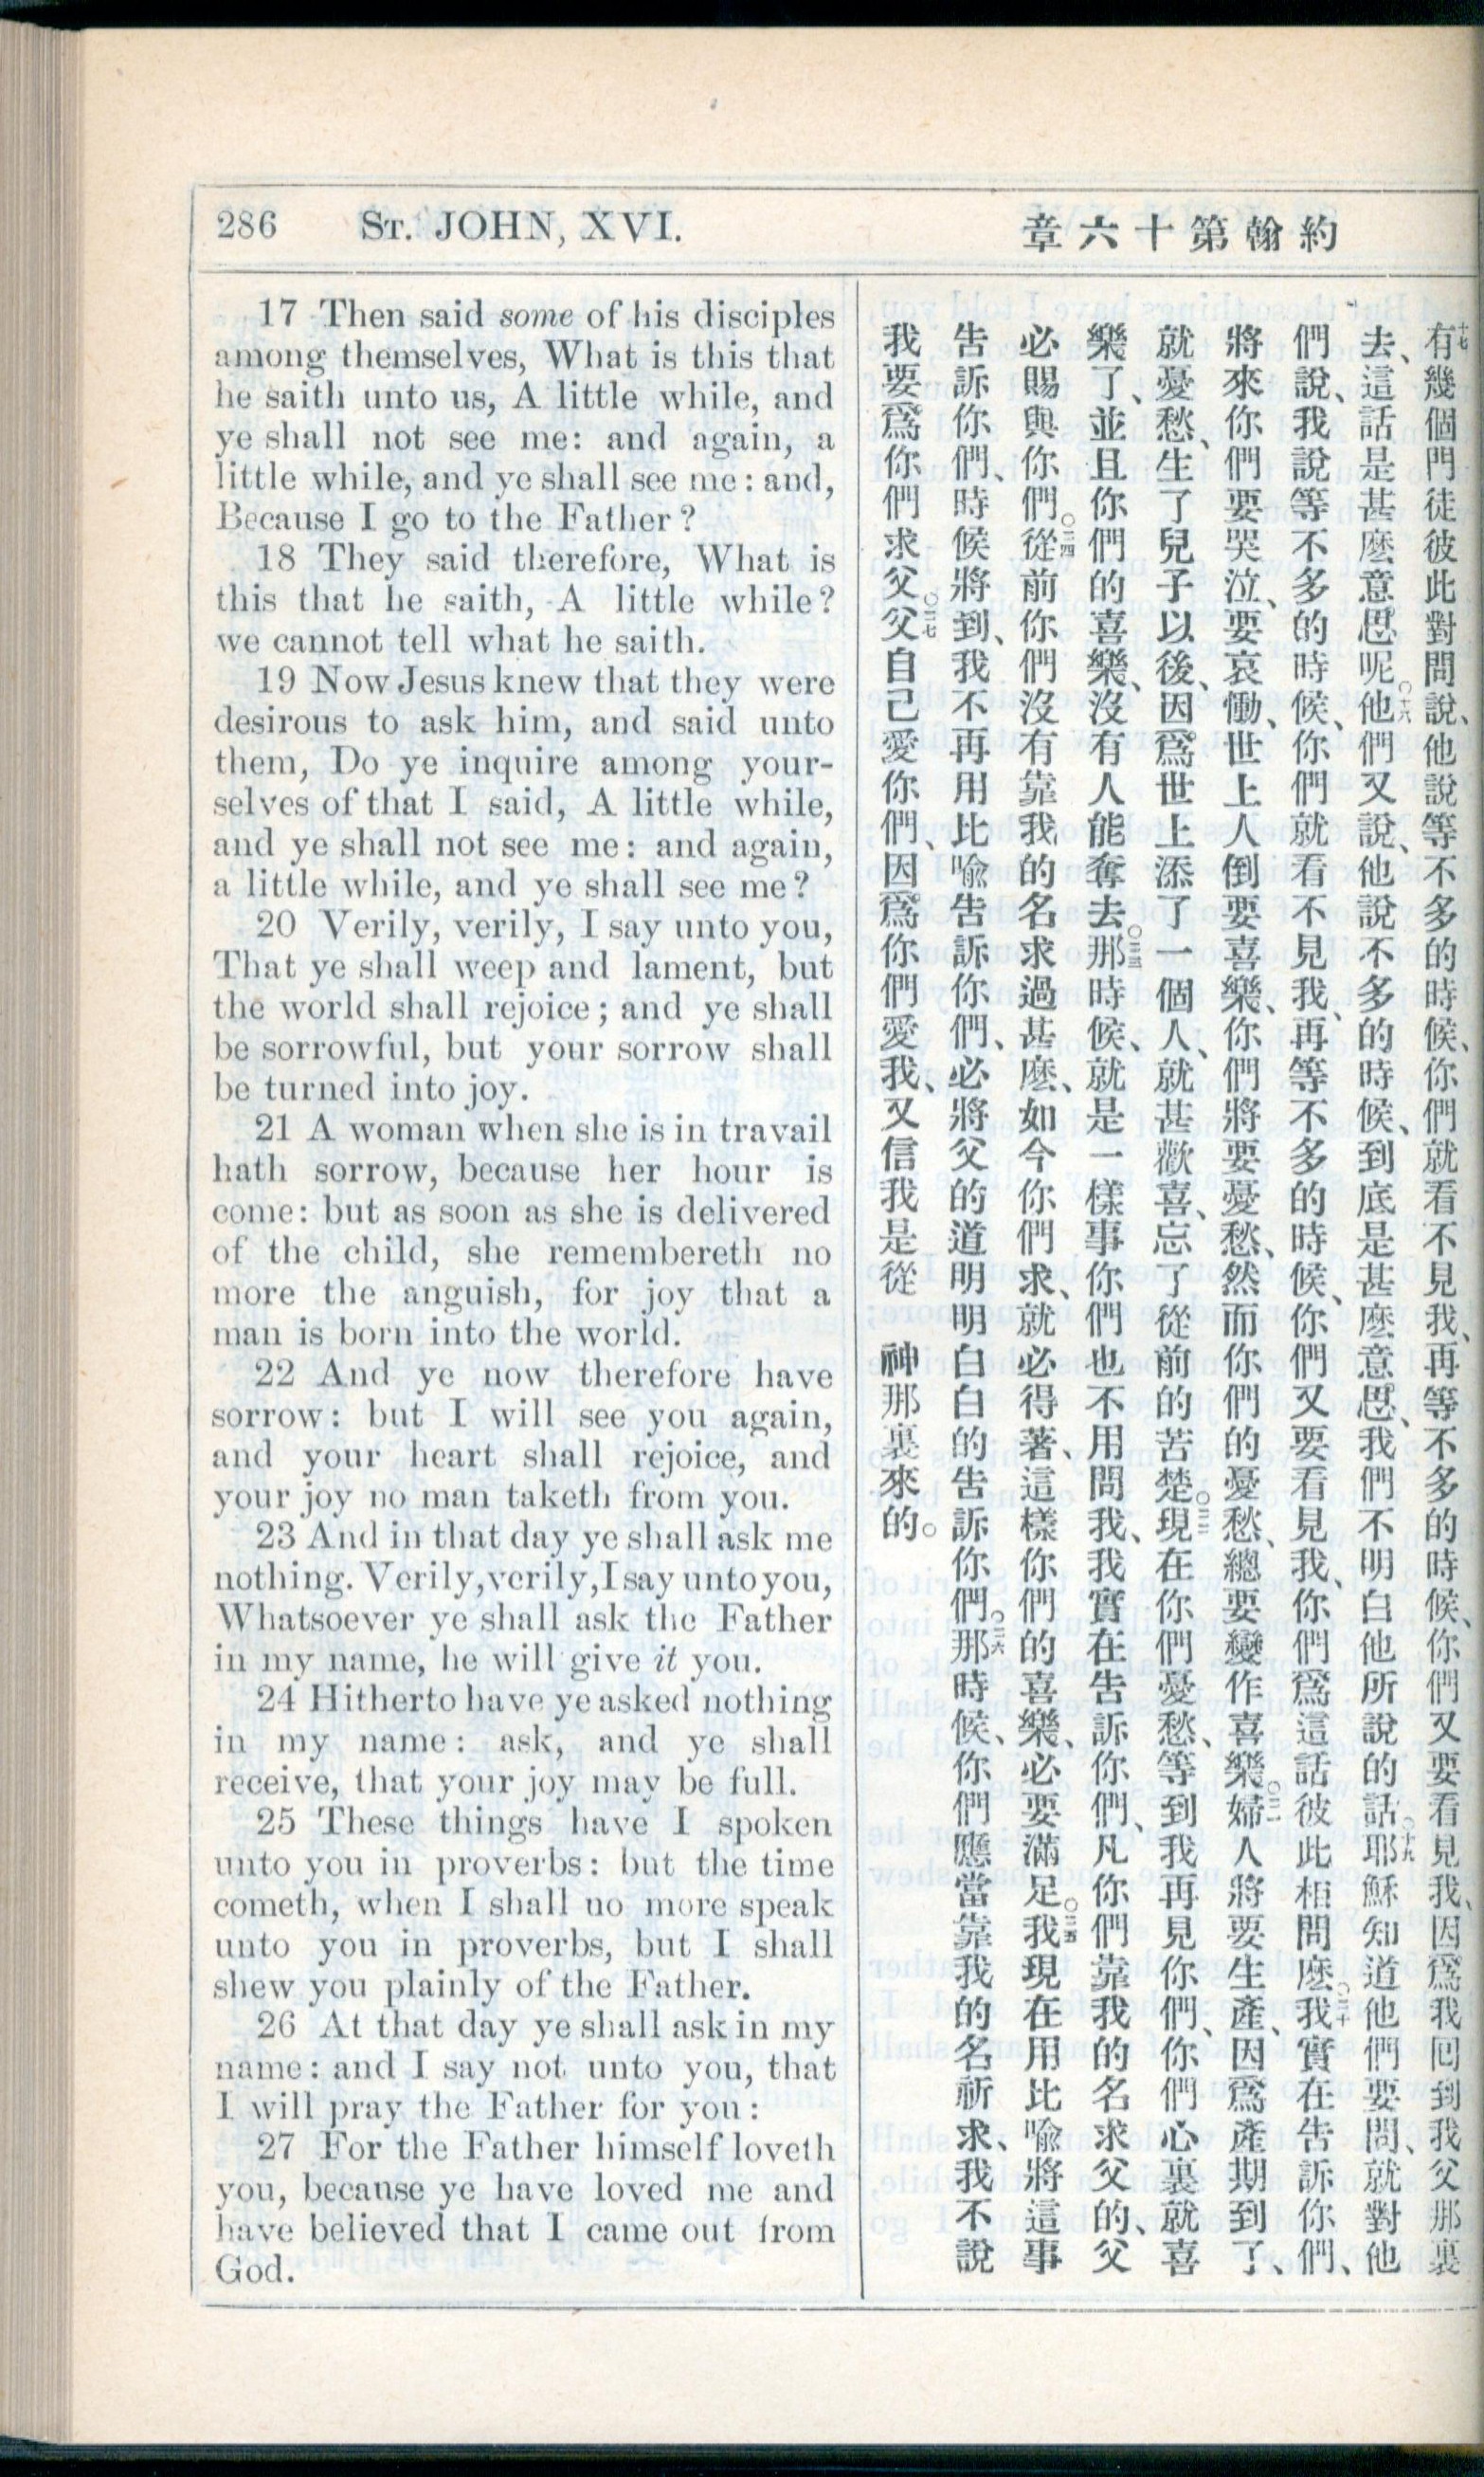 286 ST. JOHN, XVI.
約翰第十六章
17 Then said some of his disciples
among themselves, What is this that
he saith unto us, A little while, and
ye shall not see me: and again, a
little while, and ye shall see me: and,
Because I go to the Father?
18 They said therefore, What is
this that he saith, A little while?
we cannot tell what he saith.
19 Now Jesus knew that they were
desirous to ask him, and said unto
them, Do ye inquire among your-
selves of that I said, A little while,
and ye shall not see me: and again,
a little while, and ye shall see me?
20 Verily, verily, I say unto you,
That ye shall weep and lament, but
the world shall rejoice; and ye shall
be sorrowful, but your sorrow shall
be turned into joy.
21 A woman when she is in travail
hath sorrow, because her hour is
come: but as soon as she is delivered
of the child, she remembereth no
more the anguish, for joy that a
man is born into the world.
22 And ye now therefore have
sorrow: but I will see you again,
and your heart shall rejoice, and
your joy no man taketh from you.
23 And in that day ye shall ask me
nothing. Verily, verily, I say unto you,
Whatsoever ye shall ask the Father
in my name, he will give it you.
24 Hitherto have ye asked nothing
in my name: ask, and ye shall
receive, that your joy may be full.
25 These things have I spoken
unto you in proverbs: but the time
cometh, when I shall no more speak
unto you in proverbs, but I shall
shew you plainly of the Father.
26 At that day ye shall ask in my
name: and I say not unto you, that
I will pray the Father for you:
27 For the Father himself loveth
you, because ye have loved me and
have believed that I came out from
God.
十七有幾個門徒彼此對問說、他說等不多的時候、你們就看不見我、再等不多的時候、你們又要看見我、因爲我回到我父那裏
去、這話是甚麽意思呢。○十八他們又說、他說不多的時候、到底是甚麽意思、我們不明白他所說的話。○十九耶穌知道他們要問、就對他
們說、我說等不多的時候、你們就看不見我、再等不多的時候、你們又要看見我、你們爲這話彼此相問麽。○二十我實在告訴你們、
將來你們要哭泣、要哀慟、世上人倒要喜樂、你們將要憂愁、然而你們的憂愁、總要變作喜樂。○二一婦人將要生產、因爲產期到了、
就憂愁、生了兒子以後、因爲世上添了一個人、就甚歡喜、忘了從前的苦楚。○二二現在你們憂愁、等到我再見你們、你們心裏就喜
樂了、並且你們的喜樂、沒有人能奪去。○二三那時候、就是一樣事你們也不用問我、我實在告訴你們、凡你們靠我的名求父的、父
必賜與你們。○二四從前你們沒有靠我的名求過甚麽、如今你們求、就必得著、這樣你們的喜樂、必要滿足。○二五我現在用比喻將這事
告訴你們、時候將到、我不再用比喻告訴你們、必將父的道明明白白的告訴你們。○二六那時候、你們應當靠我的名祈求、我不說
我要爲你們求父。○二七父自己愛你們、因爲你們愛我、又信我是從 神那裏來的。